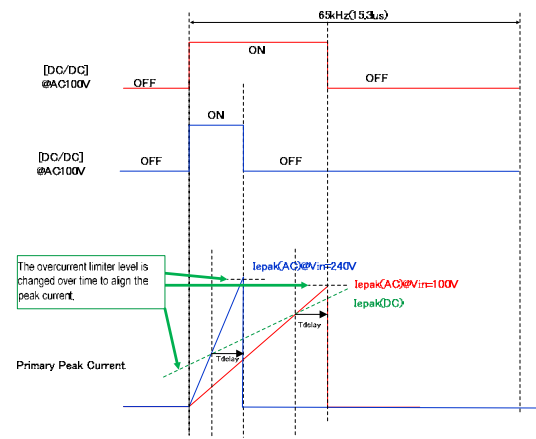 65kHz(15.3us)
ON
[DC/DC]
@AC100V
OFF
OFF
ON
[DC/DC]
@AC100V
OFF
OFF
The overcurrent limiter level is
changed over time to align the
peak current.
Iepak(AC)@Vin=240V
Iepak(AC)@Vin=100V
Iepak(DC)
Tdelay
Tdelay
Primary Peak Current